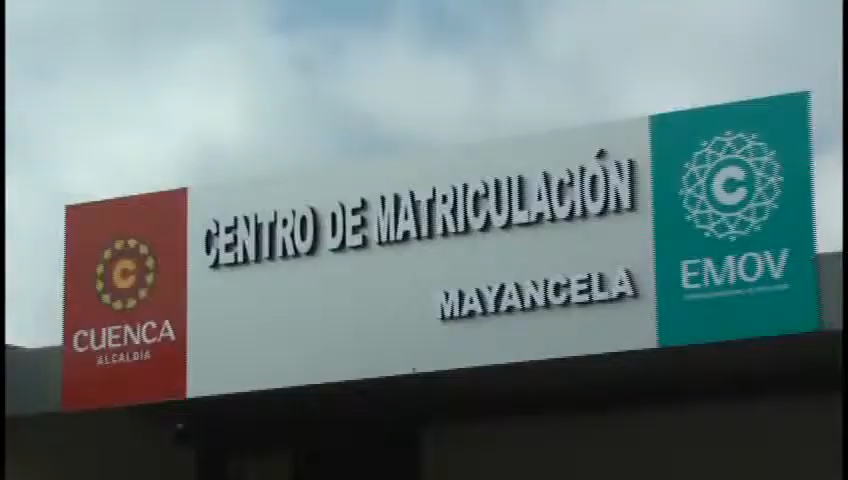 CENTRO DE MATRICULACIÓN
MAYANCELA
C
CUENCA
ALCALDÍA
C
EMOV